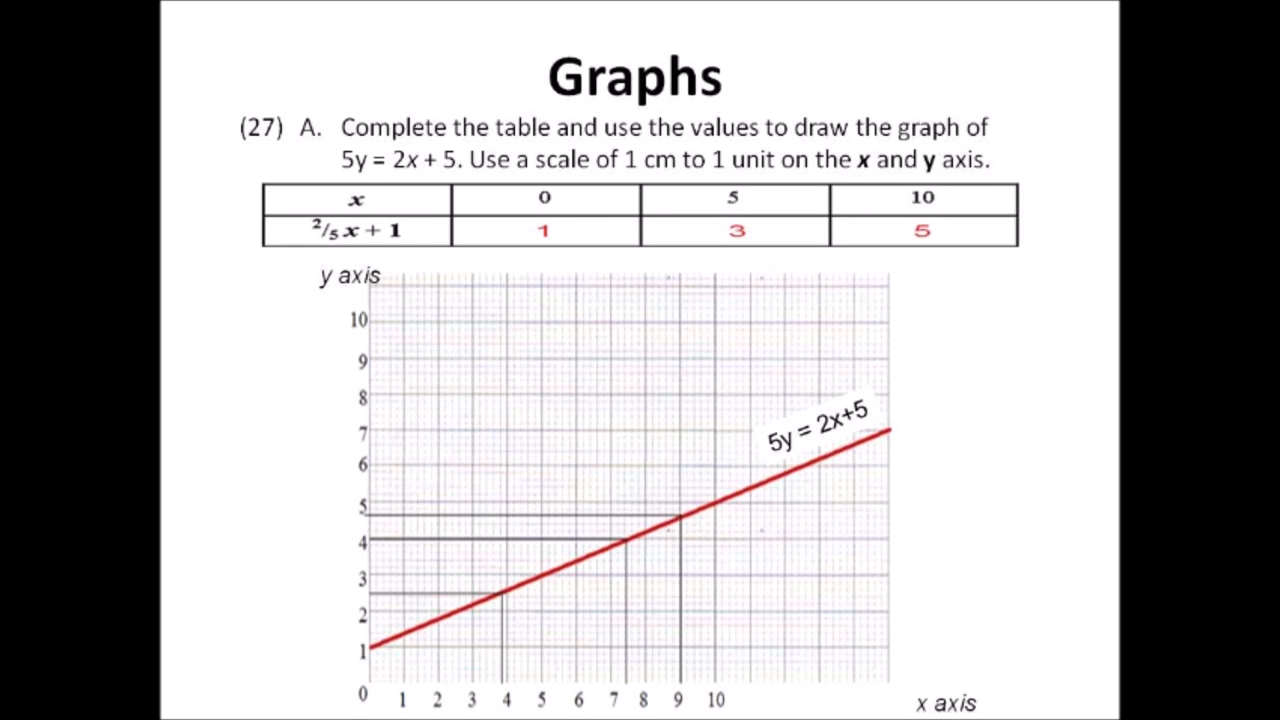 Graphs
(27) A. Complete the table and use the values to draw the graph of
5y = 2x + 5. Use a scale of 1 cm to 1 unit on the x and y axis.
x 0 5 10
2/5 x + 1 1 3 5
y axis
10
9
8
7
6
5
4
3
2
1
5y = 2x+5
0 1 2 3 4 5 6 7 8 9 10
x axis